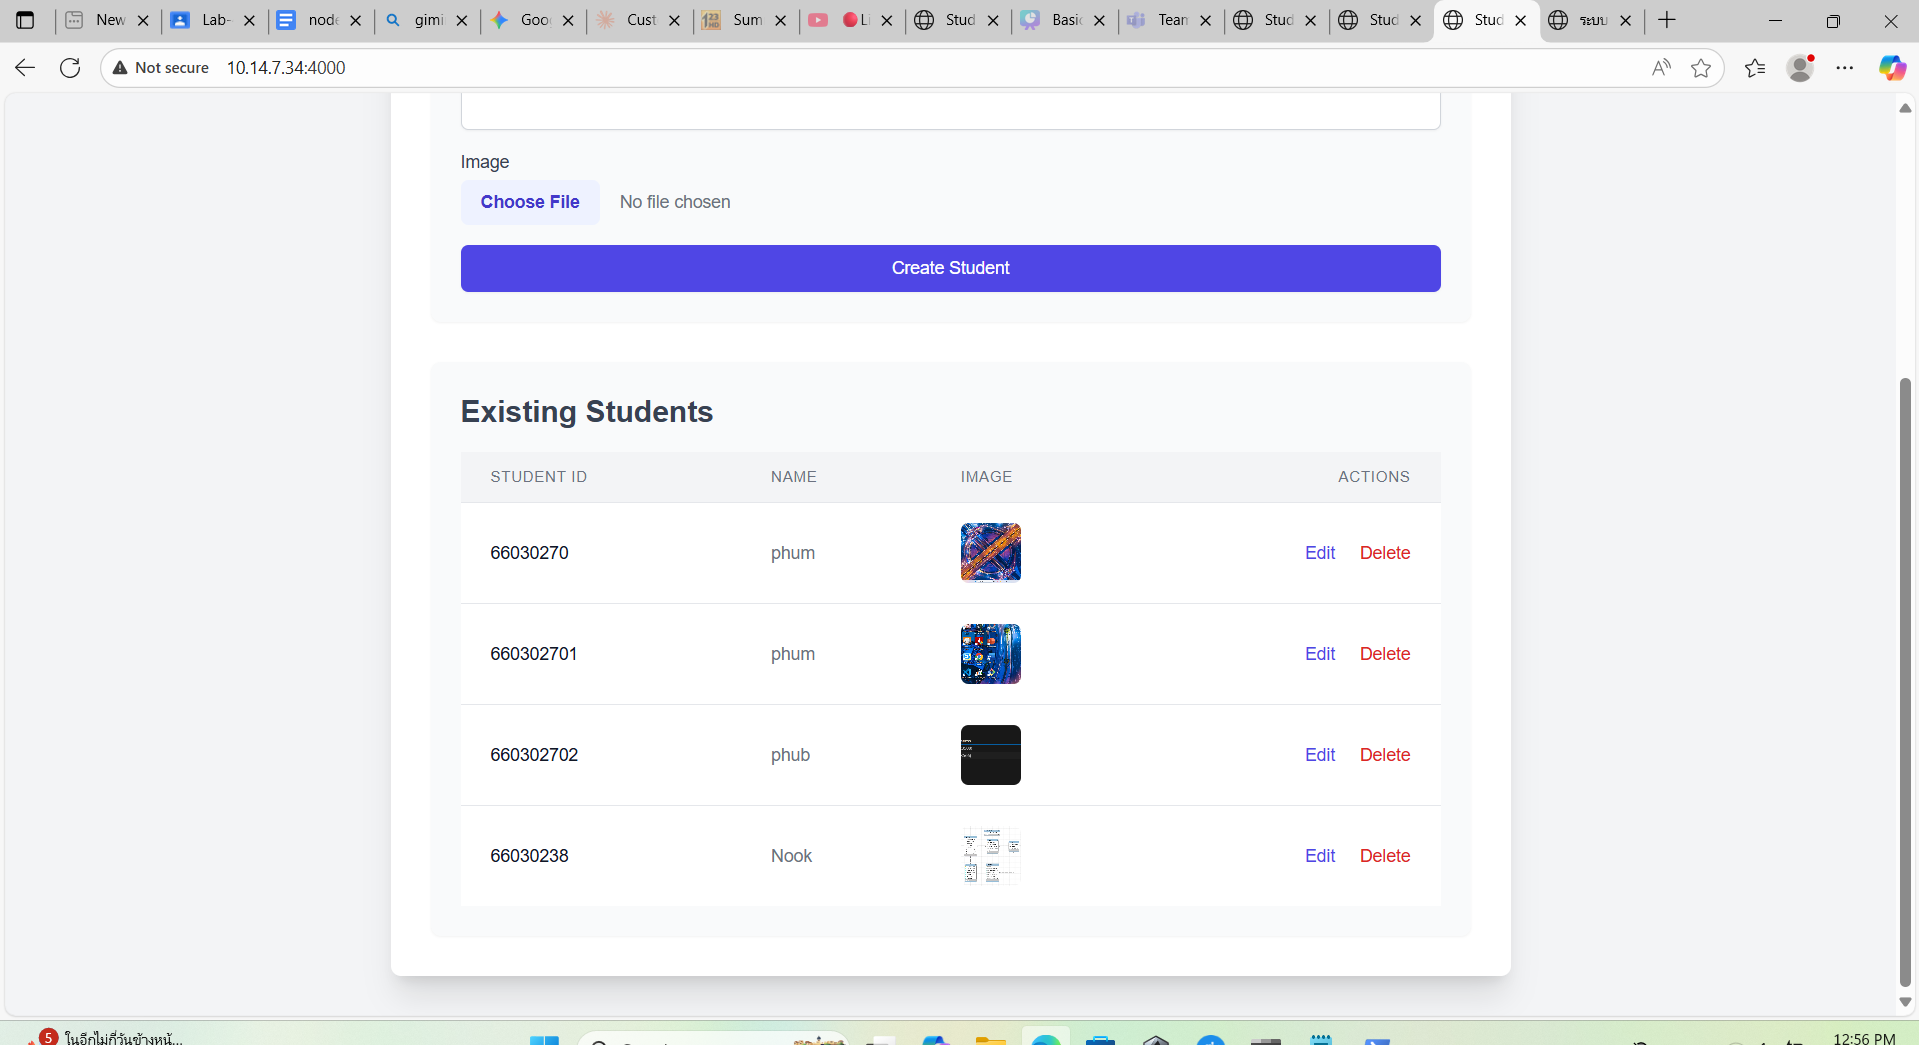 New
Lab-
node
gimi
Goo
Cust
Sum
Li
Stud
Basic
Team
Stud
Stud
Stud
ระบบ
Not secure 10.14.7.34:4000
Image
Choose File No file chosen
Create Student
Existing Students
STUDENT ID NAME IMAGE ACTIONS
66030270 phum Edit Delete
660302701 phum Edit Delete
660302702 phub Edit Delete
66030238 Nook Edit Delete
5 ในอีกไม่กี่วันข้างหน้...
12:56 PM